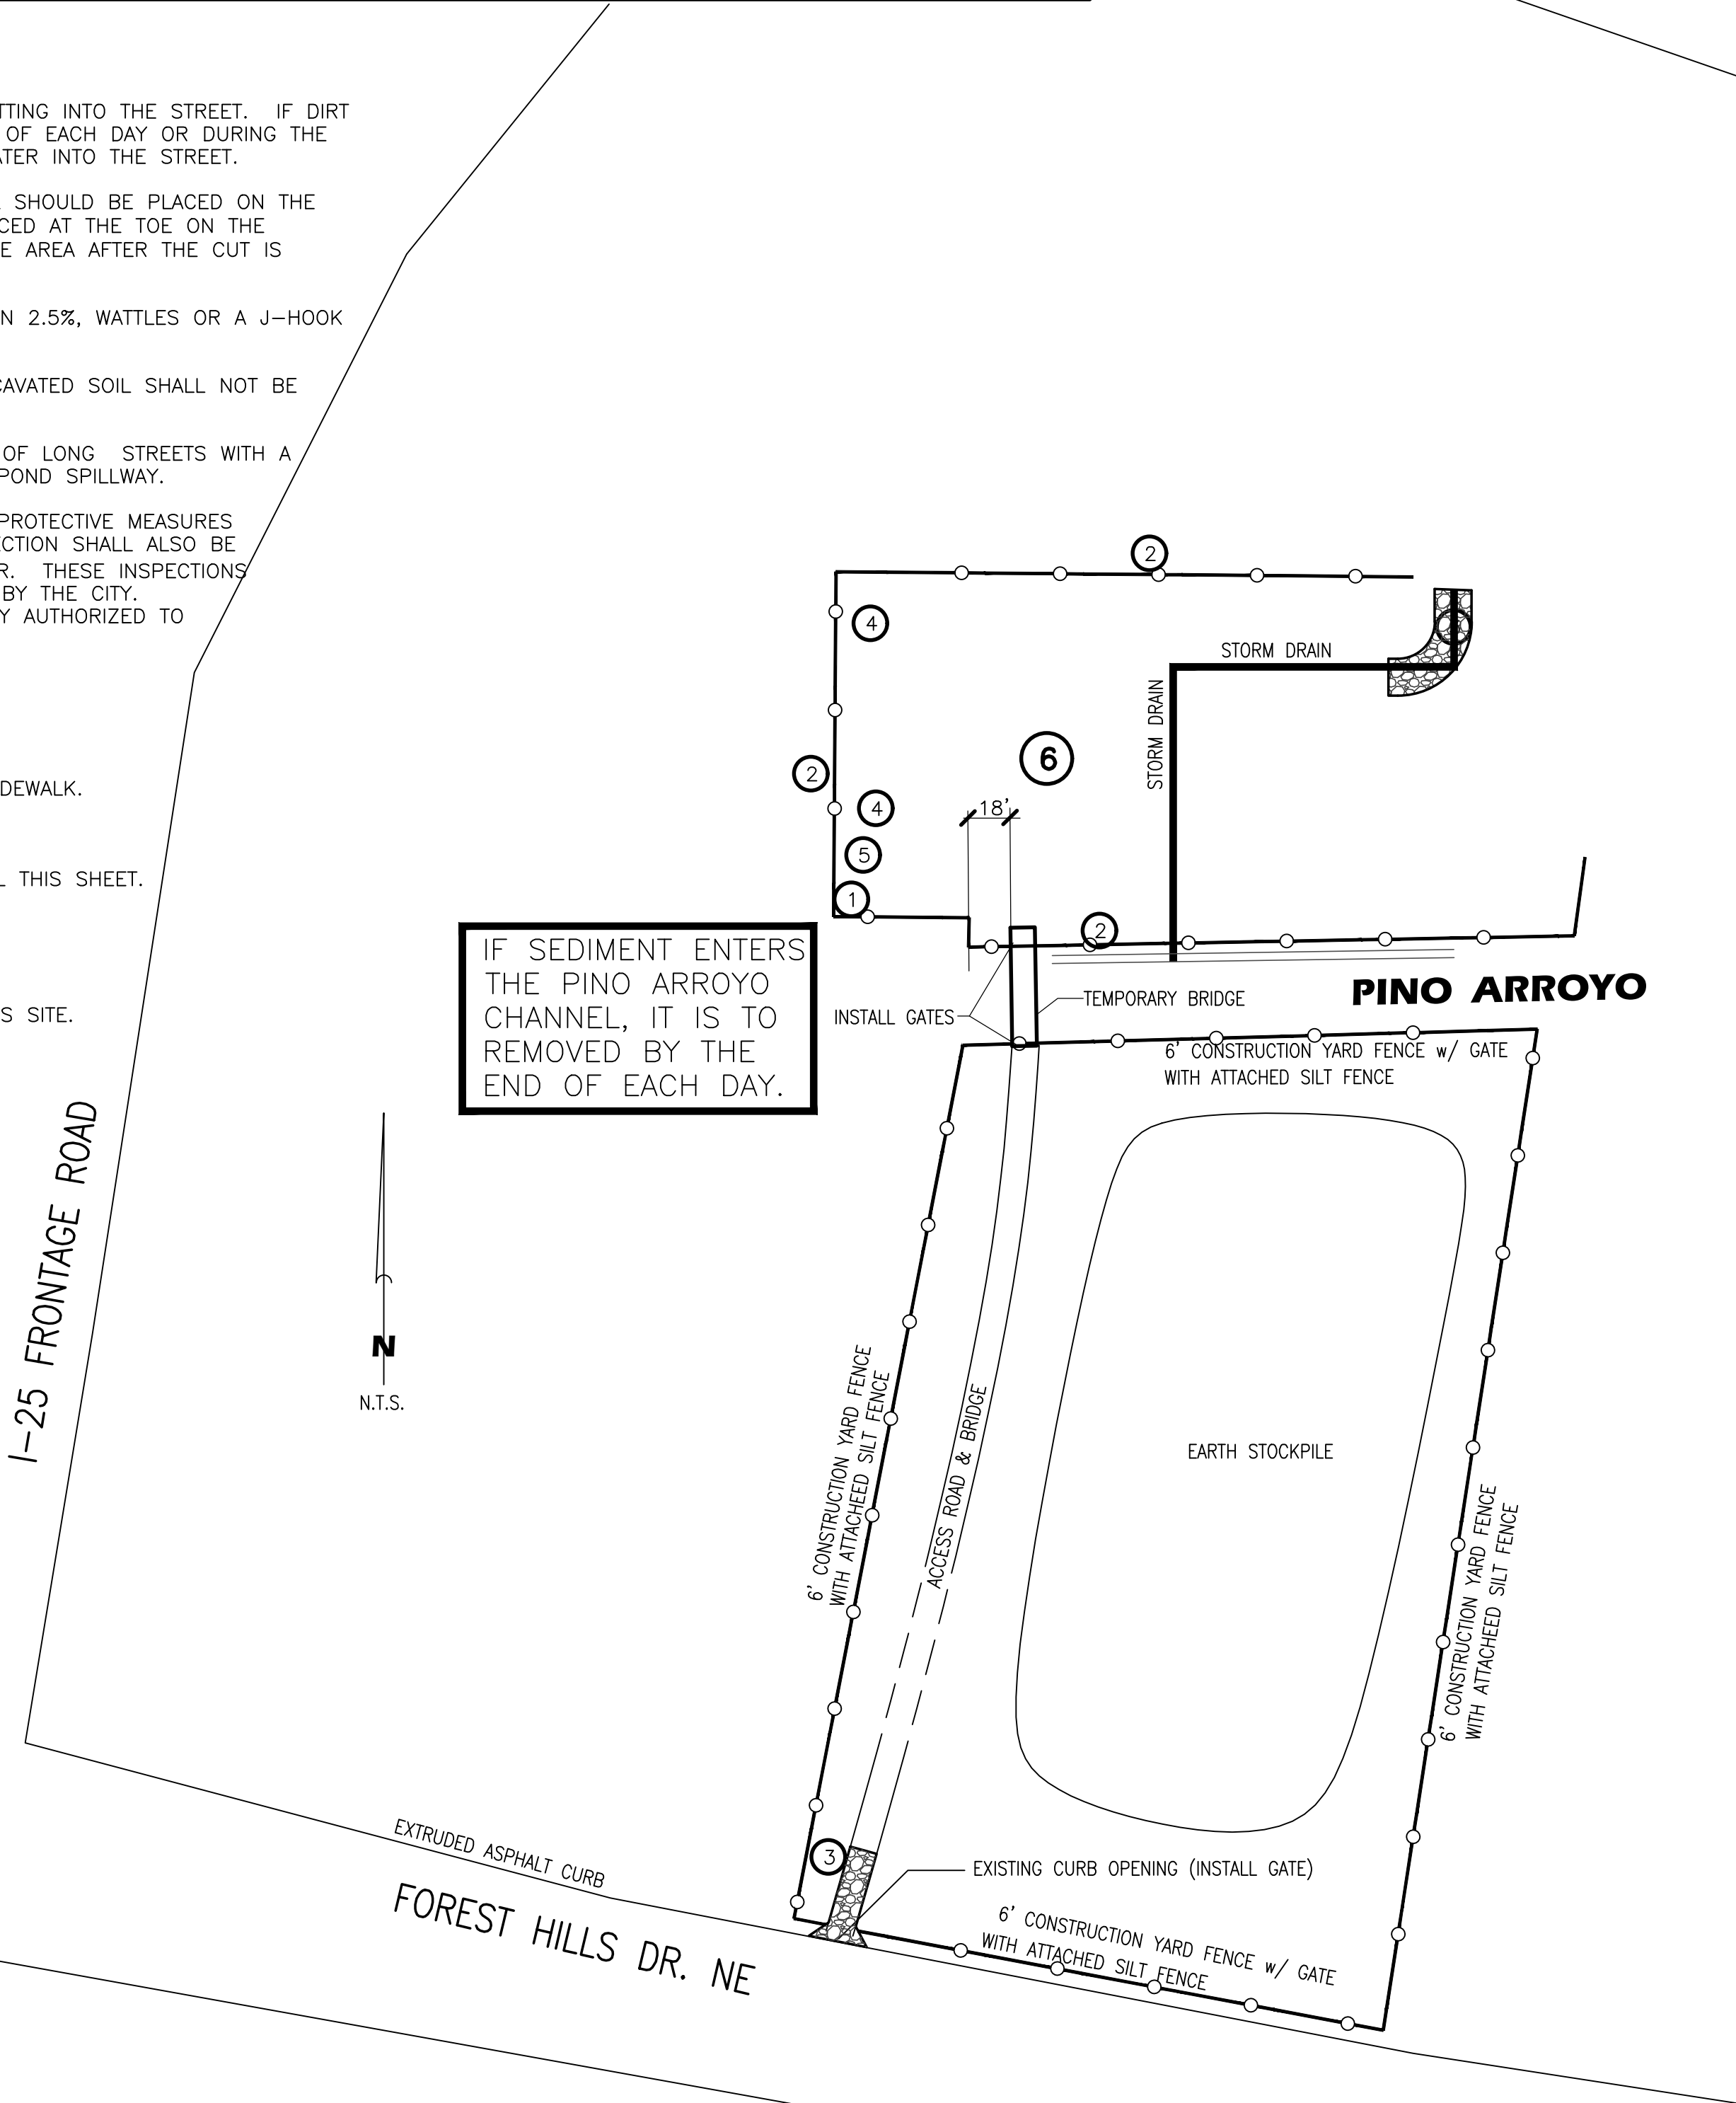 TTING INTO THE STREET. IF DIRT
OF EACH DAY OR DURING THE
ATER INTO THE STREET.
SHOULD BE PLACED ON THE
CED AT THE TOE ON THE
E AREA AFTER THE CUT IS
N 2.5%, WATTLES OR A J-HOOK
CAVATED SOIL SHALL NOT BE
OF LONG STREETS WITH A
POND SPILLWAY.
PROTECTIVE MEASURES
ECTION SHALL ALSO BE
R. THESE INSPECTIONS
BY THE CITY.
Y AUTHORIZED TO
DEWALK.
L THIS SHEET.
S SITE.
2
4
STORM DRAIN
STORM DRAIN
6
2
4
18'
5
1
2
IF SEDIMENT ENTERS
THE PINO ARROYO
CHANNEL, IT IS TO
REMOVED BY THE
END OF EACH DAY.
PINO ARROYO
TEMPORARY BRIDGE
INSTALL GATES
6' CONSTRUCTION YARD FENCE w/ GATE
WITH ATTACHED SILT FENCE
I-25 FRONTAGE ROAD
N
N.T.S.
6' CONSTRUCTION YARD FENCE
WITH ATTACHEED SILT FENCE
ACCESS ROAD & BRIDGE
EARTH STOCKPILE
6' CONSTRUCTION YARD FENCE
WITH ATTACHEED SILT FENCE
EXTRUDED ASPHALT CURB
FOREST HILLS DR. NE
3
EXISTING CURB OPENING (INSTALL GATE)
6' CONSTRUCTION YARD FENCE w/ GATE
WITH ATTACHED SILT FENCE